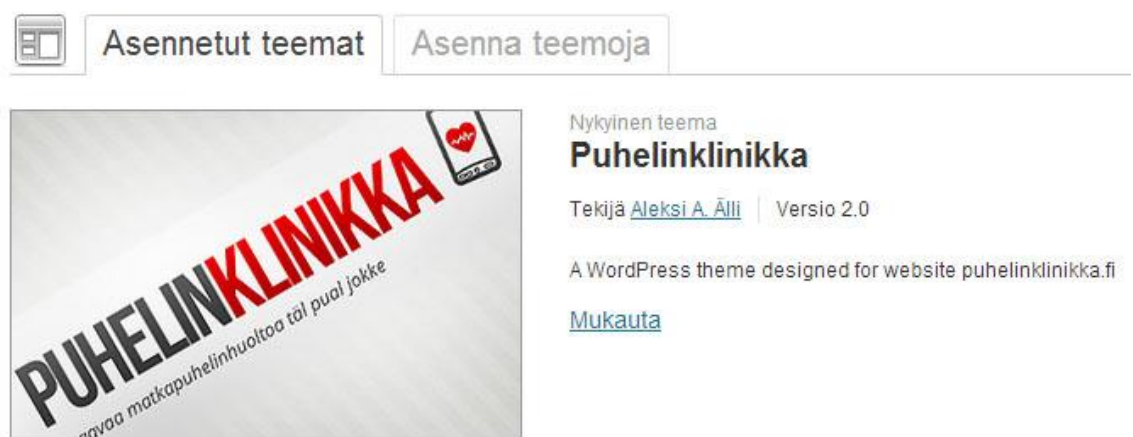 Asennetut teemat
Asenna teemoja
PUHELINKLINIKKA
matkapuhelinhuoltoa täl pual jokke
Nykyinen teema
Puhelinklinikka
Tekijä Aleksi A. Älli Versio 2.0
A WordPress theme designed for website puhelinklinikka.fi
Mukauta